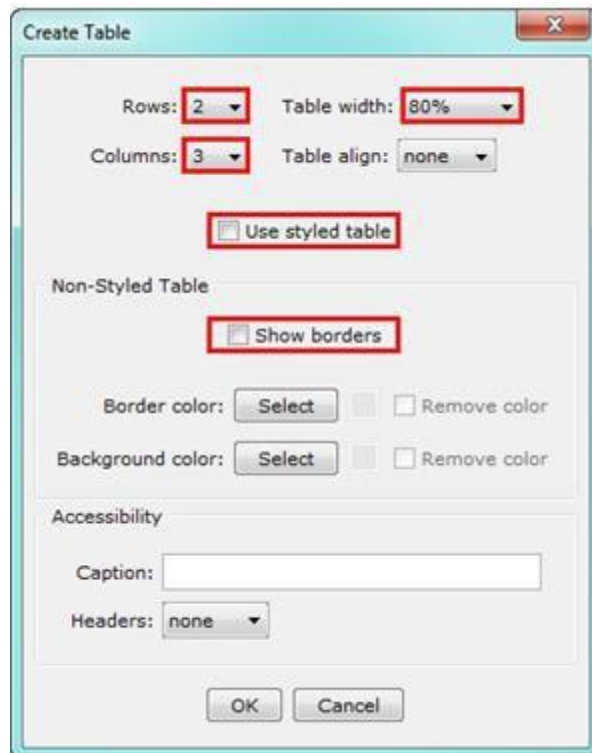 Create Table
Rows: 2 Table width: 80%
Columns: 3 Table align: none
Use styled table
Non-Styled Table
Show borders
Border color: Select Remove color
Background color: Select Remove color
Accessibility
Caption:
Headers: none
OK Cancel